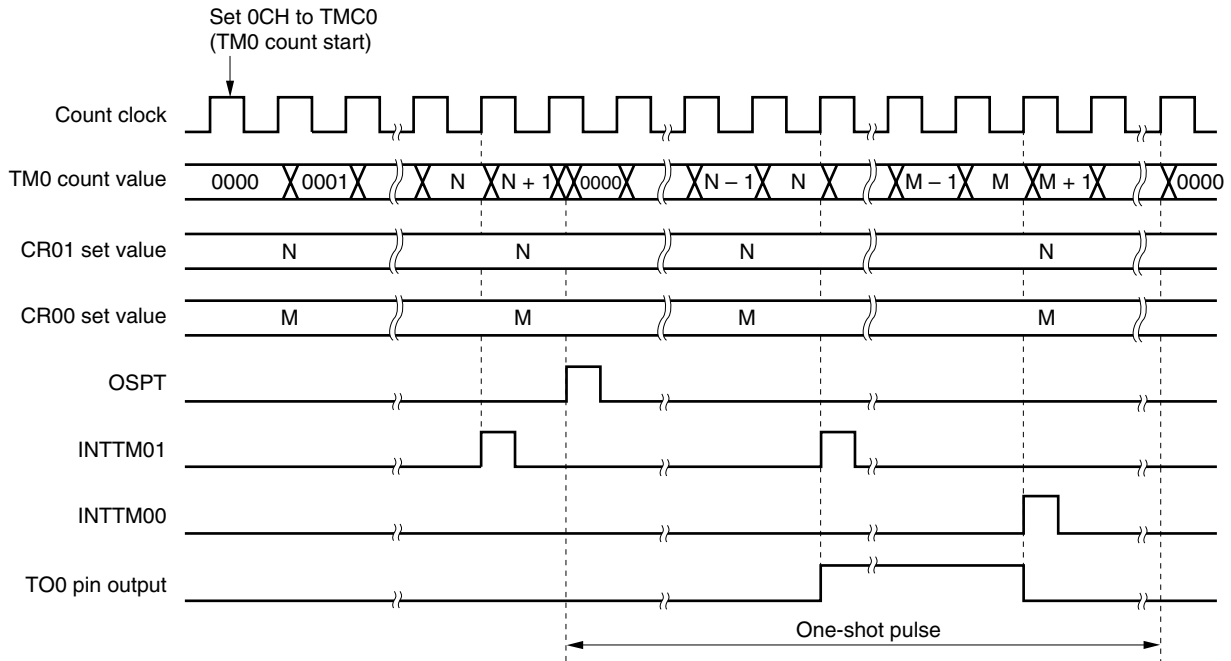 Set 0CH to TMC0
(TM0 count start)
Count clock
TM0 count value 0000 0001 N N + 1 0000 N – 1 N M – 1 M M + 1 0000
CR01 set value N N N N
CR00 set value M M M M
OSPT
INTTM01
INTTM00
TO0 pin output
One-shot pulse